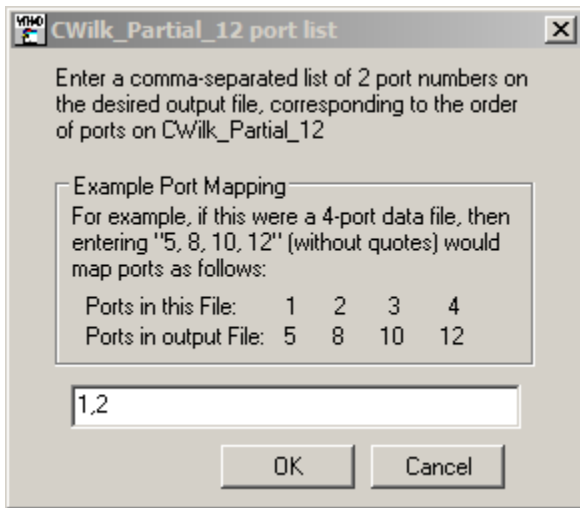 CWilk_Partial_12 port list
Enter a comma-separated list of 2 port numbers on
the desired output file, corresponding to the order
of ports on CWilk_Partial_12
Example Port Mapping
For example, if this were a 4-port data file, then
entering "5, 8, 10, 12" (without quotes) would
map ports as follows:
Ports in this File: 1 2 3 4
Ports in output File: 5 8 10 12
1,2
OK Cancel